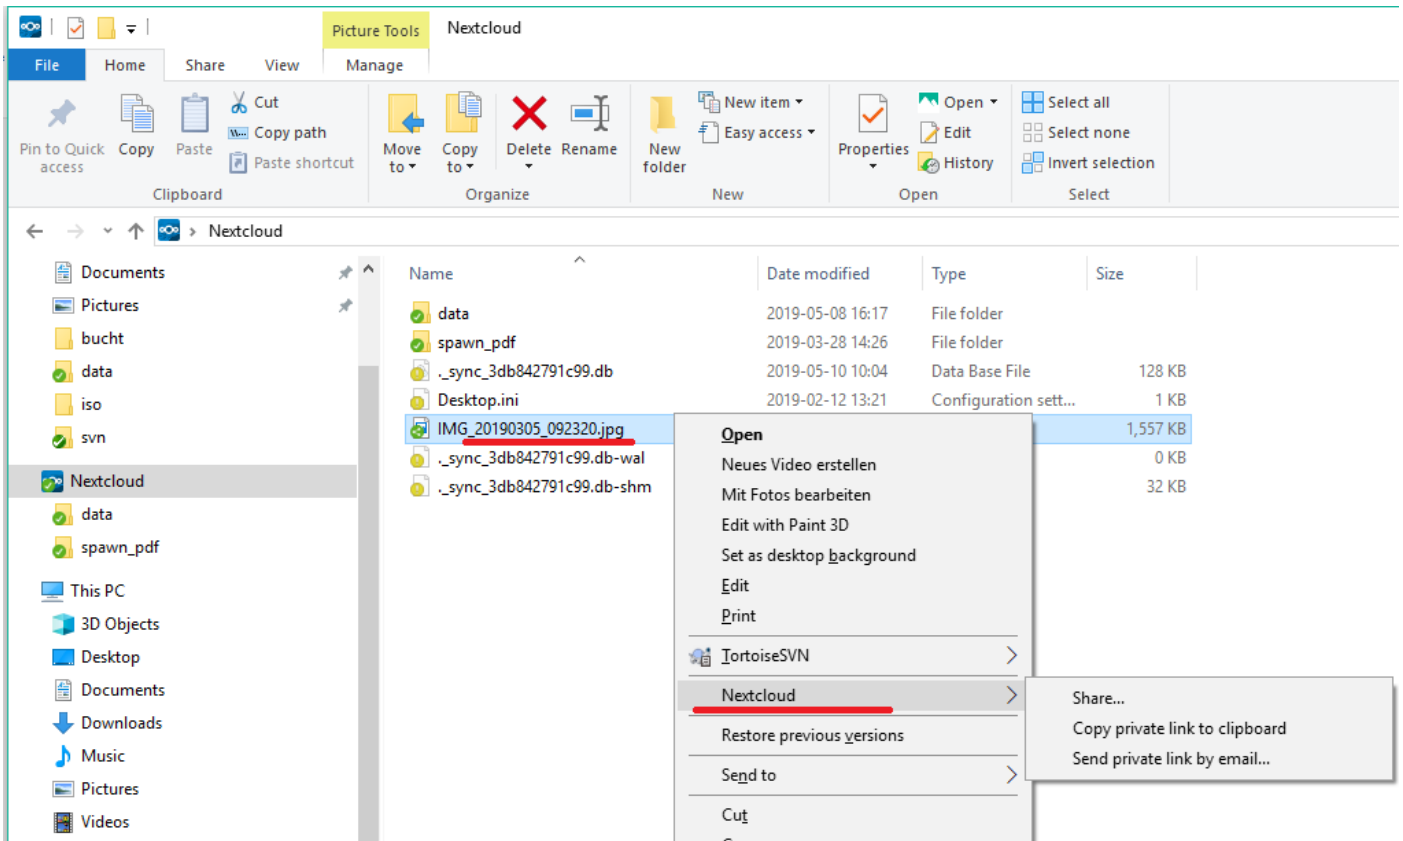 Picture Tools Nextcloud
File Home Share View Manage
Pin to Quick access
Copy
Paste
Cut
Copy path
Paste shortcut
Clipboard
Move to
Copy to
Delete
Rename
Organize
New folder
New item
Easy access
New
Properties
Open
Edit
History
Open
Select all
Select none
Invert selection
Select
Nextcloud
Documents
Pictures
bucht
data
iso
svn
Nextcloud
data
spawn_pdf
This PC
3D Objects
Desktop
Documents
Downloads
Music
Pictures
Videos
Name Date modified Type Size
data 2019-05-08 16:17 File folder
spawn_pdf 2019-03-28 14:26 File folder
._sync_3db842791c99.db 2019-05-10 10:04 Data Base File 128 KB
Desktop.ini 2019-02-12 13:21 Configuration sett... 1 KB
IMG_20190305_092320.jpg 1,557 KB
._sync_3db842791c99.db-wal 0 KB
._sync_3db842791c99.db-shm 32 KB
Open
Neues Video erstellen
Mit Fotos bearbeiten
Edit with Paint 3D
Set as desktop background
Edit
Print
TortoiseSVN
Nextcloud
Restore previous versions
Send to
Cut
Share...
Copy private link to clipboard
Send private link by email...